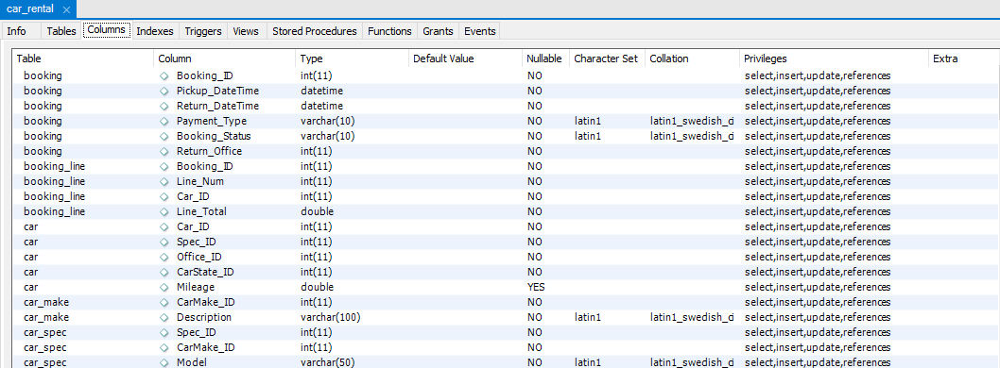 car_rental ×
Info Tables Columns Indexes Triggers Views Stored Procedures Functions Grants Events
Table Column Type Default Value Nullable Character Set Collation Privileges Extra
booking Booking_ID int(11) NO select,insert,update,references
booking Pickup_DateTime datetime NO select,insert,update,references
booking Return_DateTime datetime NO select,insert,update,references
booking Payment_Type varchar(10) NO latin1 latin1_swedish_ci select,insert,update,references
booking Booking_Status varchar(10) NO latin1 latin1_swedish_ci select,insert,update,references
booking Return_Office int(11) NO select,insert,update,references
booking_line Booking_ID int(11) NO select,insert,update,references
booking_line Line_Num int(11) NO select,insert,update,references
booking_line Car_ID int(11) NO select,insert,update,references
booking_line Line_Total double NO select,insert,update,references
car Car_ID int(11) NO select,insert,update,references
car Spec_ID int(11) NO select,insert,update,references
car Office_ID int(11) NO select,insert,update,references
car CarState_ID int(11) NO select,insert,update,references
car Mileage double YES select,insert,update,references
car_make CarMake_ID int(11) NO select,insert,update,references
car_make Description varchar(100) NO latin1 latin1_swedish_ci select,insert,update,references
car_spec Spec_ID int(11) NO select,insert,update,references
car_spec CarMake_ID int(11) NO select,insert,update,references
car_spec Model varchar(50) NO latin1 latin1_swedish_ci select,insert,update,references